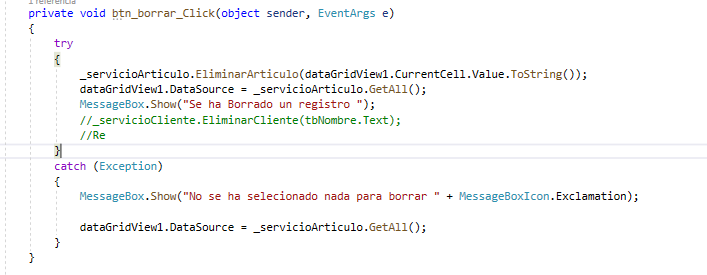 1 referencia
private void btn_borrar_Click(object sender, EventArgs e)
{
try
{
_servicioArticulo.EliminarArticulo(dataGridView1.CurrentCell.Value.ToString());
dataGridView1.DataSource = _servicioArticulo.GetAll();
MessageBox.Show("Se ha Borrado un registro ");
//_servicioCliente.EliminarCliente(tbNombre.Text);
//Re
}
catch (Exception)
{
MessageBox.Show("No se ha selecionado nada para borrar " + MessageBoxIcon.Exclamation);
dataGridView1.DataSource = _servicioArticulo.GetAll();
}
}